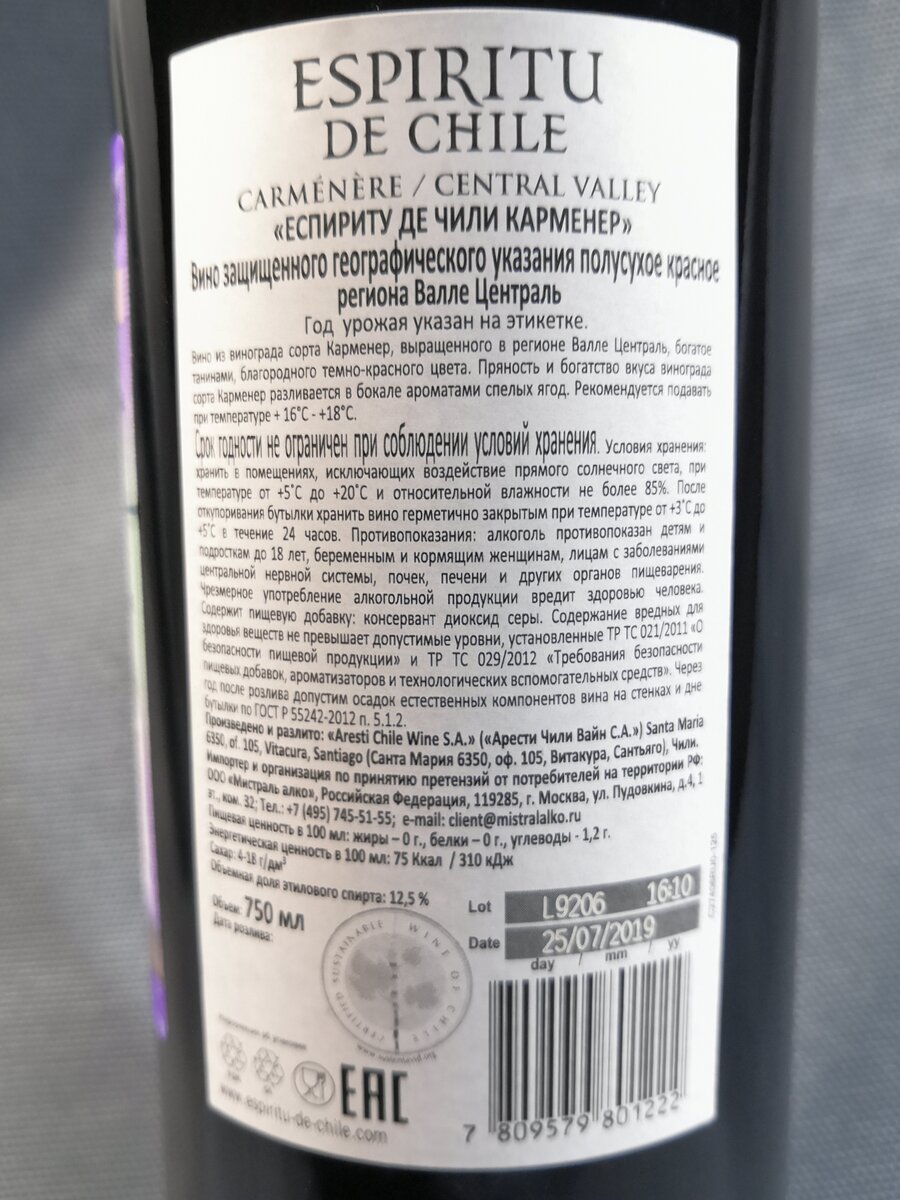 ESPIRITU
DE CHILE
CARMÉNÈRE / CENTRAL VALLEY
«ЕСПИРИТУ ДЕ ЧИЛИ КАРМЕНЕР»
Вино защищенного географического указания полусухое красное
региона Валле Централь
Год урожая указан на этикетке.
Вино из винограда сорта Карменер, выращенного в регионе Валле Централь, богатое
танинами, благородного темно-красного цвета. Пряность и богатство вкуса винограда
сорта Карменер разливается в бокале ароматами спелых ягод. Рекомендуется подавать
при температуре + 16°С - +18°С.
Срок годности не ограничен при соблюдении условий хранения. Условия хранения:
хранить в помещениях, исключающих воздействие прямого солнечного света, при
температуре от +5°С до +20°С и относительной влажности не более 85%. После
откупоривания бутылки хранить вино герметично закрытым при температуре от +3°С до
+5°С в течение 24 часов. Противопоказания: алкоголь противопоказан детям и
подросткам до 18 лет, беременным и кормящим женщинам, лицам с заболеваниями
центральной нервной системы, почек, печени и других органов пищеварения.
Чрезмерное употребление алкогольной продукции вредит здоровью человека.
Содержит пищевую добавку: консервант диоксид серы. Содержание вредных для
здоровья веществ не превышает допустимые уровни, установленные ТР ТС 021/2011 «О
безопасности пищевой продукции» и ТР ТС 029/2012 «Требования безопасности
пищевых добавок, ароматизаторов и технологических вспомогательных средств». Через
год после розлива допустим осадок естественных компонентов вина на стенках и дне
бутылки по ГОСТ Р 55242-2012 п. 5.1.2.
Произведено и разлито: «Aresti Chile Wine S.A.» («Арести Чили Вайн С.А.») Santa Maria
6350, of. 105, Vitacura, Santiago (Санта Мария 6350, оф. 105, Витакура, Сантьяго), Чили.
Импортер и организация по принятию претензий от потребителей на территории РФ:
ООО «Мистраль алко», Российская Федерация, 119285, г. Москва, ул. Пудовкина, д.4, 1
эт., ком. 32; Тел.: +7 (495) 745-51-55; e-mail: client@mistralalko.ru
Пищевая ценность в 100 мл: жиры – 0 г., белки – 0 г., углеводы - 1,2 г.
Энергетическая ценность в 100 мл: 75 Ккал / 310 кДж
Сахар: 4-18 г/дм³
Объемная доля этилового спирта: 12,5 %
Объем: 750 мл
Дата розлива:
Lot L9206 16:10
Date 25/07/2019
day / mm / yy
CERTIFIED SUSTAINABLE WINE OF CHILE
EAC
www.espiritu-de-chile.com
7 809579 801222